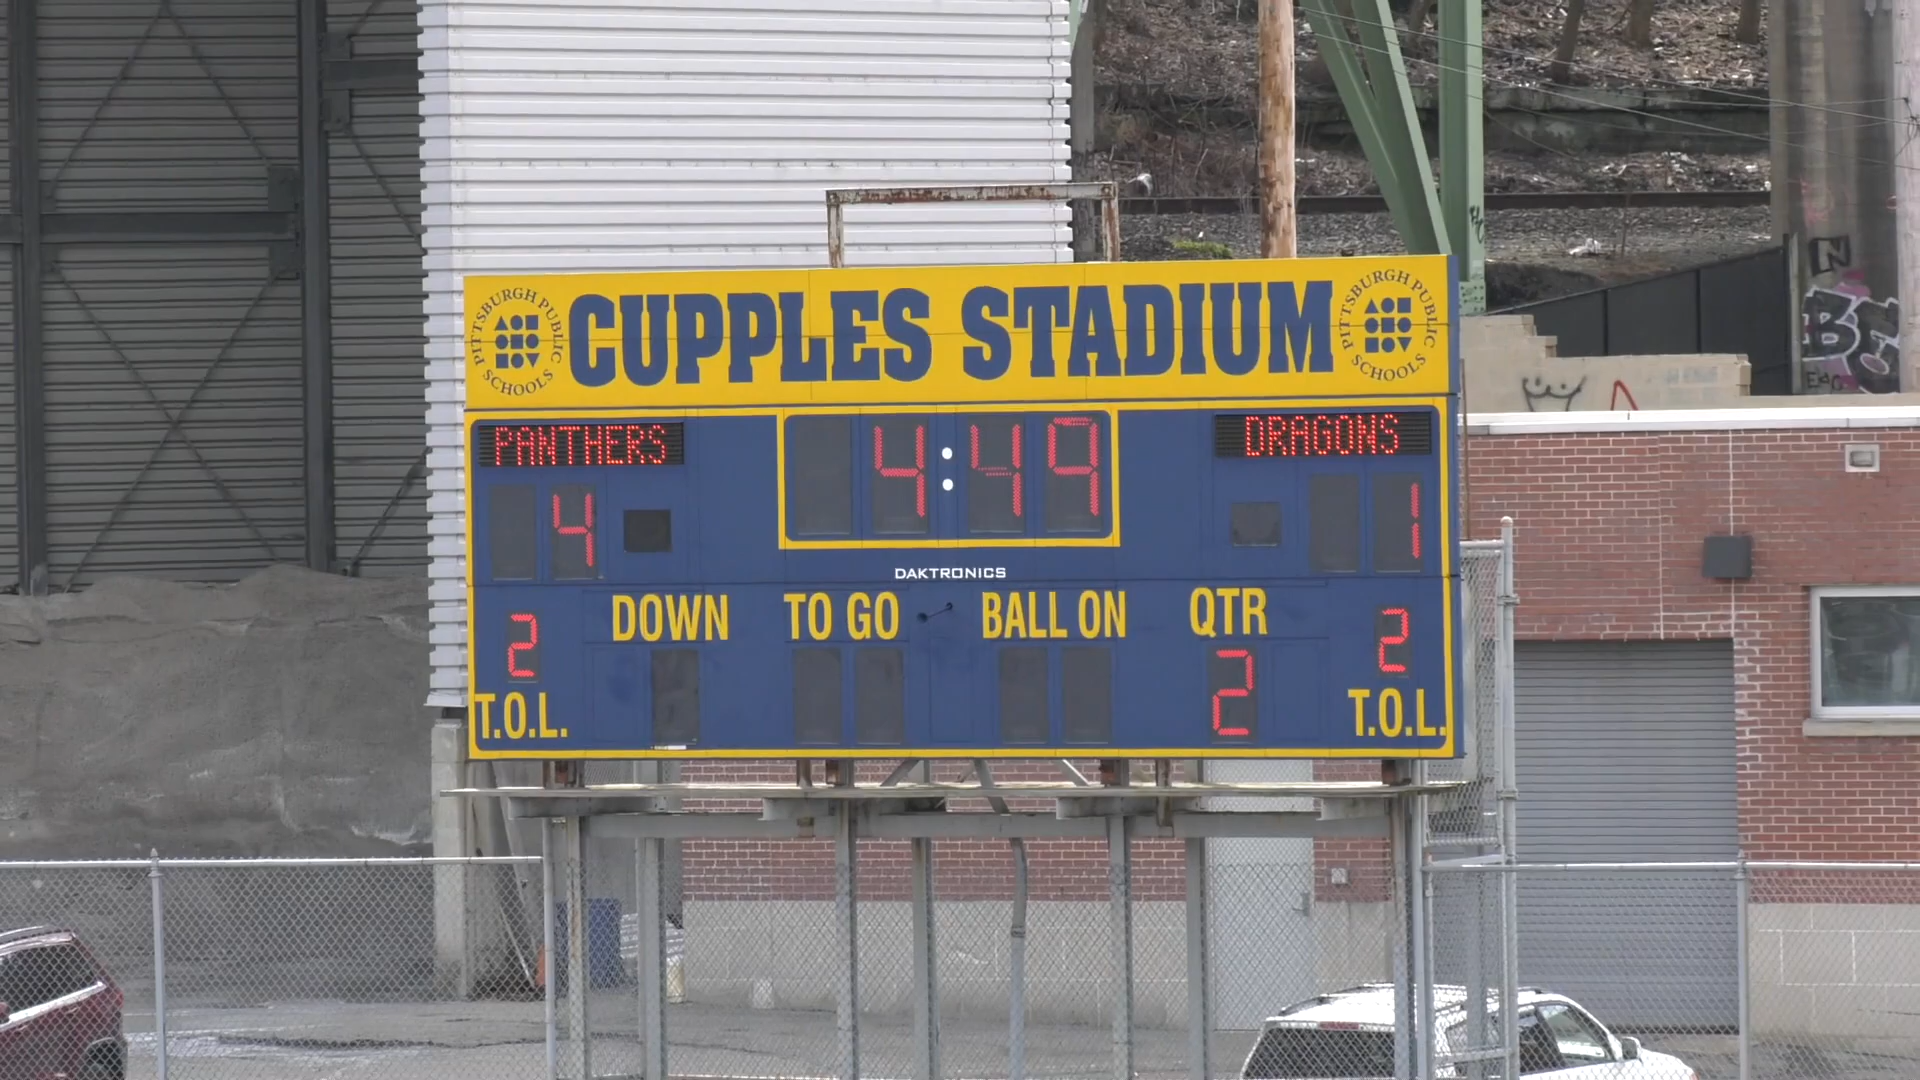 CUPPLES STADIUM
PITTSBURGH PUBLIC SCHOOLS
PITTSBURGH PUBLIC SCHOOLS
PANTHERS 4:49 DRAGONS
4 1
DAKTRONICS
DOWN TO GO BALL ON QTR
2 2 2
T.O.L. T.O.L.
N